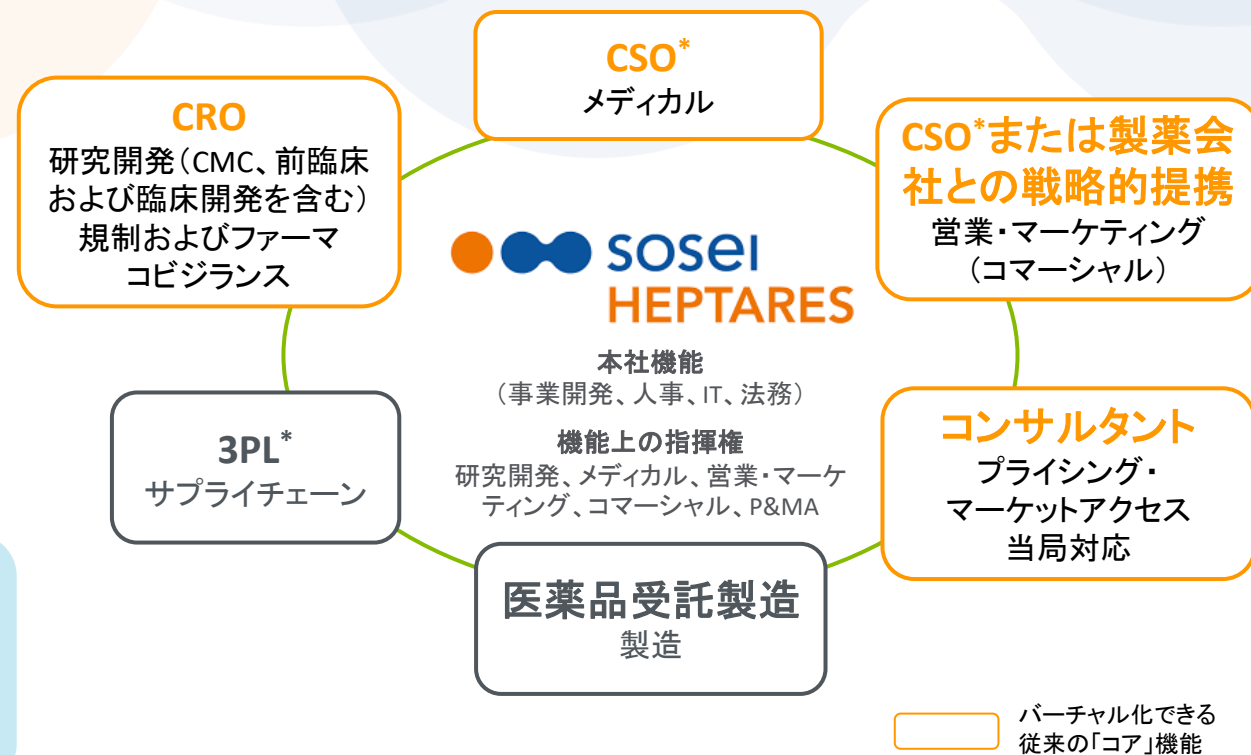 CSO*
メディカル
CRO
研究開発（CMC、前臨床
および臨床開発を含む）
規制およびファーマ
コビジランス
CSO*または製薬会
社との戦略的提携
営業・マーケティング
（コマーシャル）
sosei
HEPTARES
本社機能
（事業開発、人事、IT、法務）
機能上の指揮権
研究開発、メディカル、営業・マーケ
ティング、コマーシャル、P&MA
3PL*
サプライチェーン
コンサルタント
プライシング・
マーケットアクセス
当局対応
医薬品受託製造
製造
バーチャル化できる
従来の「コア」機能